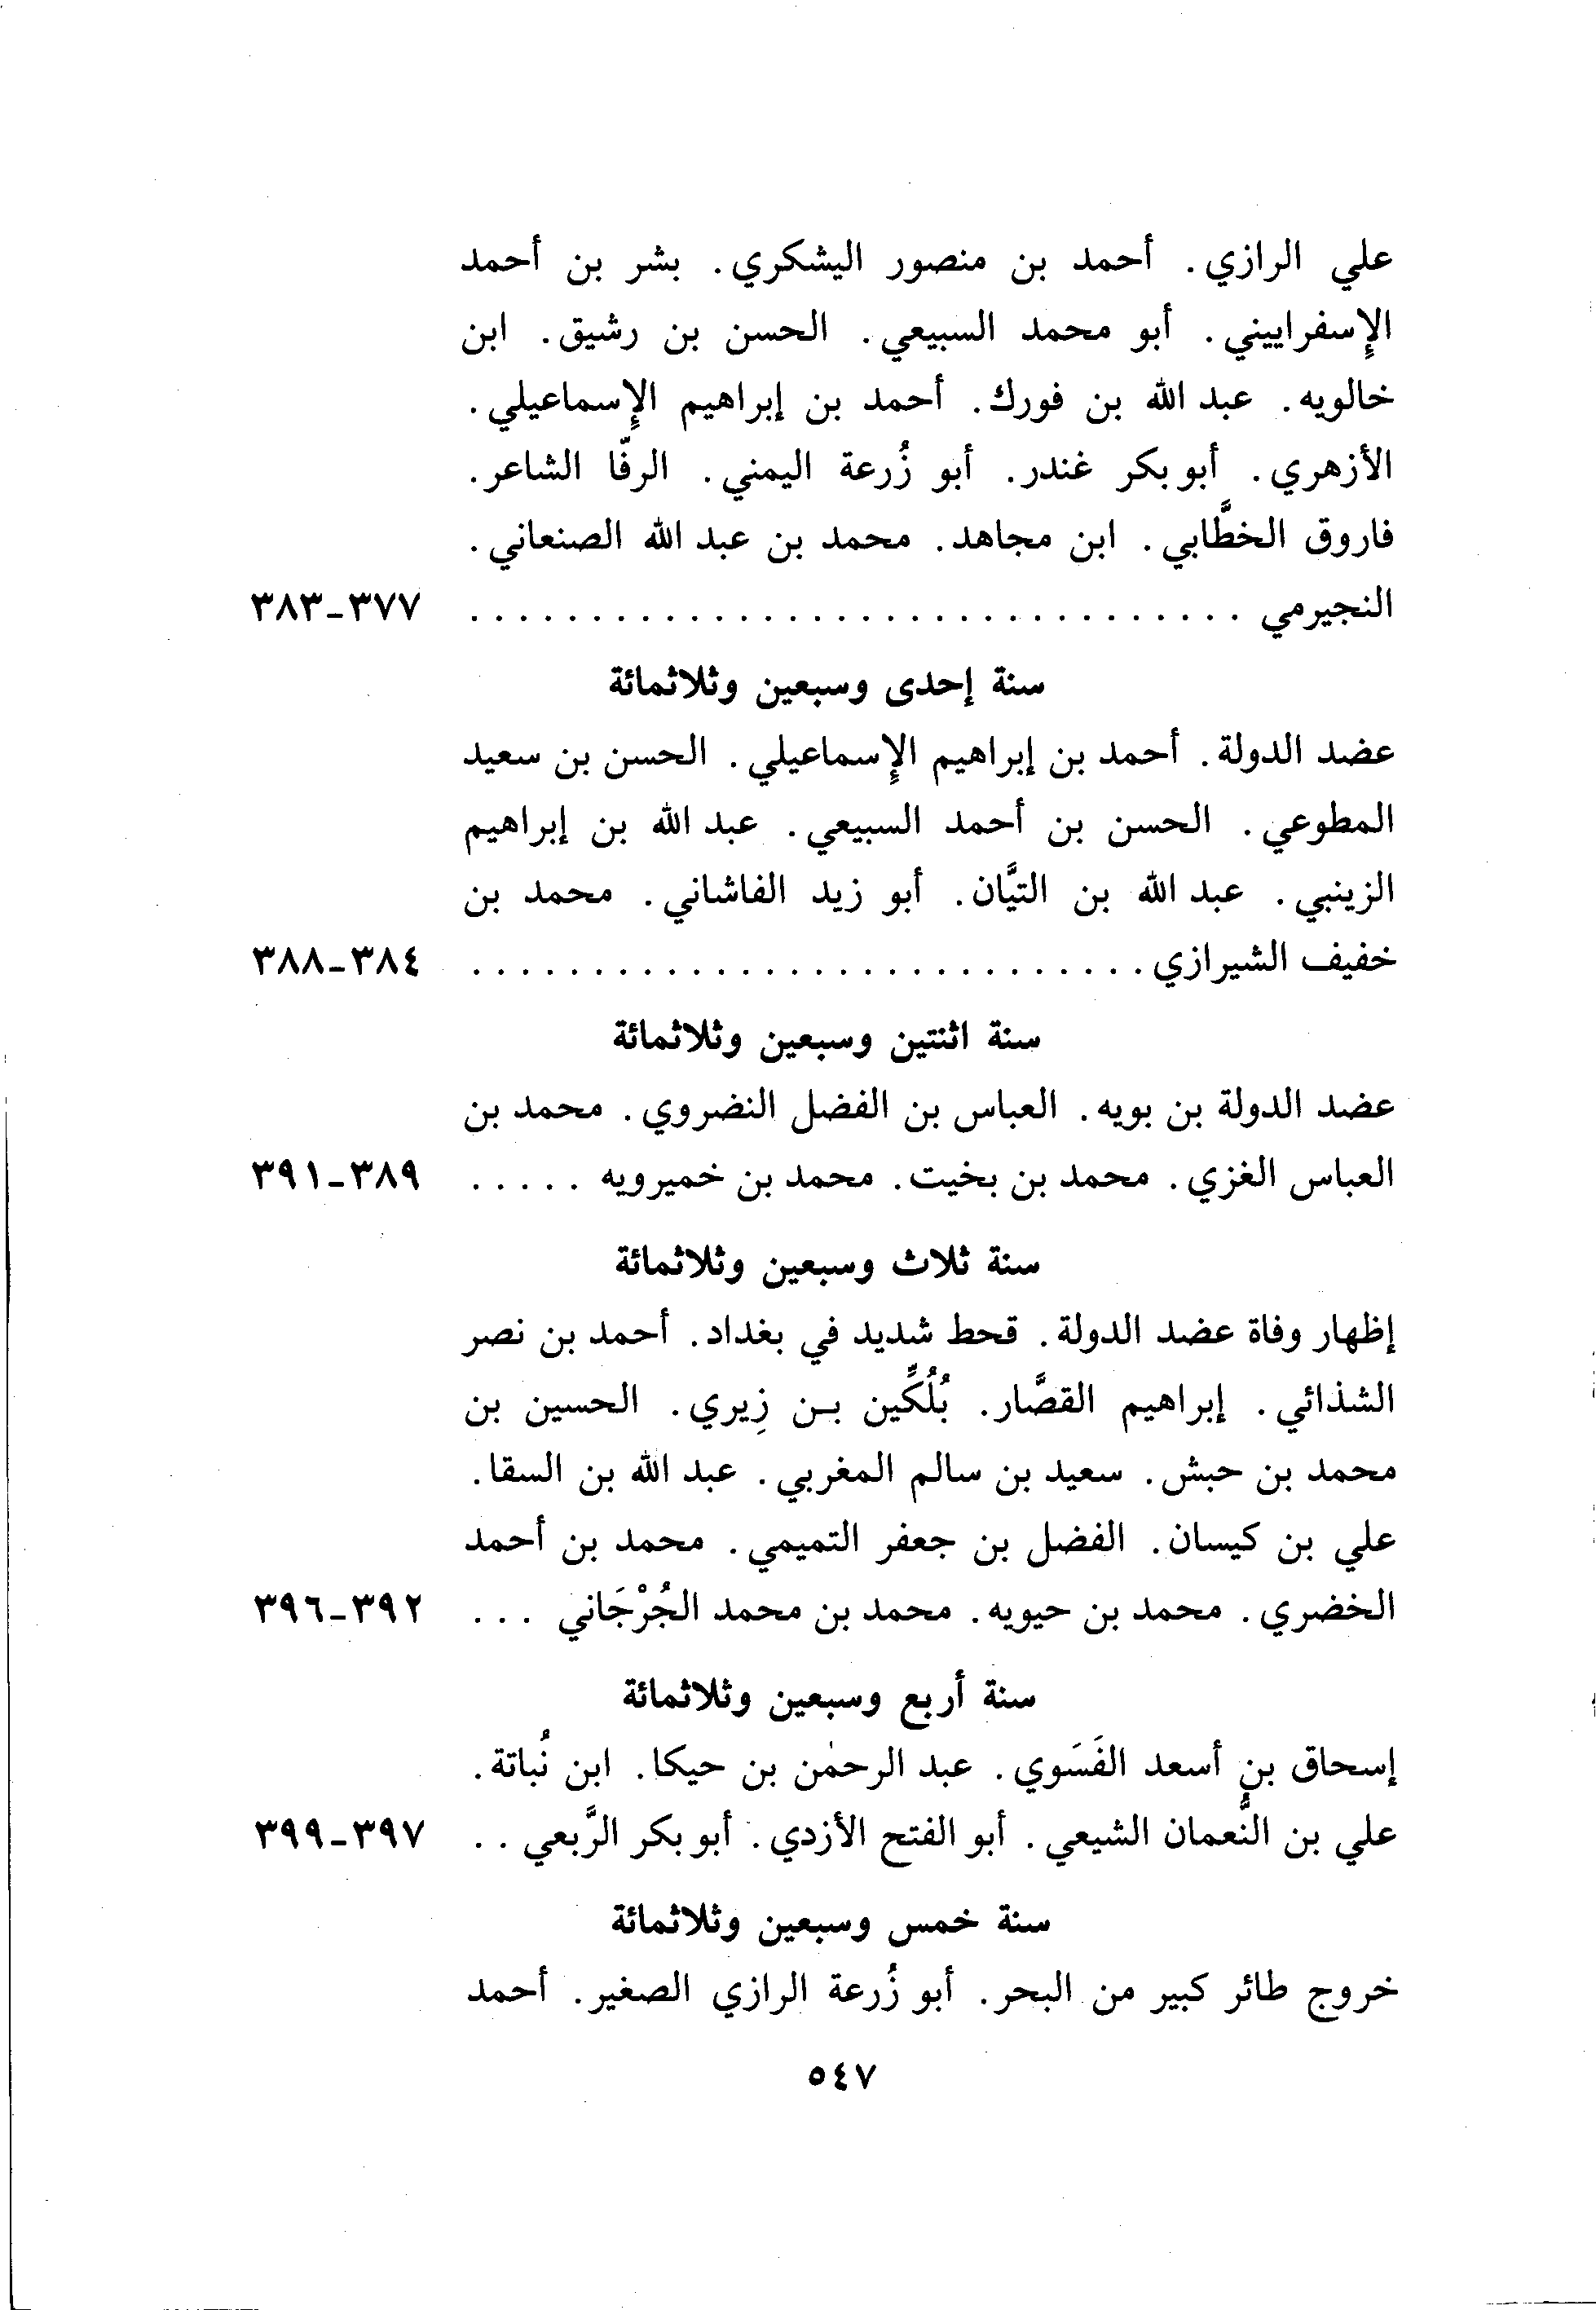 علي الرازي. أحمد بن منصور اليشكري. بشر بن أحمد
الإسفراييني. أبو محمد السبيعي. الحسن بن رشيق. ابن
خالويه. عبد الله بن فورك. أحمد بن إبراهيم الإسماعيلي.
الأزهري. أبو بكر غندر. أبو زُرعة اليمني. الرفّا الشاعر.
فاروق الخطَّابي. ابن مجاهد. محمد بن عبد الله الصنعاني.
النجيرمي ................................ ٣٧٧-٣٨٣
سنة إحدى وسبعين وثلاثمائة
عضد الدولة. أحمد بن إبراهيم الإسماعيلي. الحسن بن سعيد
المطوعي. الحسن بن أحمد السبيعي. عبد الله بن إبراهيم
الزينبي. عبد الله بن التيَّان. أبو زيد الفاشاني. محمد بن
خفيف الشيرازي ............................ ٣٨٤-٣٨٨
سنة اثنتين وسبعين وثلاثمائة
عضد الدولة بن بويه. العباس بن الفضل النضروي. محمد بن
العباس الغزي. محمد بن بخيت. محمد بن خميرويه ..... ٣٨٩-٣٩١
سنة ثلاث وسبعين وثلاثمائة
إظهار وفاة عضد الدولة. قحط شديد في بغداد. أحمد بن نصر
الشذائي. إبراهيم القصَّار. بُلُكِّين بن زِيري. الحسين بن
محمد بن حبش. سعيد بن سالم المغربي. عبد الله بن السقا.
علي بن كيسان. الفضل بن جعفر التميمي. محمد بن أحمد
الخضري. محمد بن حيويه. محمد بن محمد الجُرْجَاني ... ٣٩٢-٣٩٦
سنة أربع وسبعين وثلاثمائة
إسحاق بن أسعد الفَسَوي. عبد الرحمٰن بن حيكا. ابن نُباتة.
علي بن النُّعمان الشيعي. أبو الفتح الأزدي. أبو بكر الرَّبعي .. ٣٩٧-٣٩٩
سنة خمس وسبعين وثلاثمائة
خروج طائر كبير من البحر. أبو زُرعة الرازي الصغير. أحمد
٥٤٧